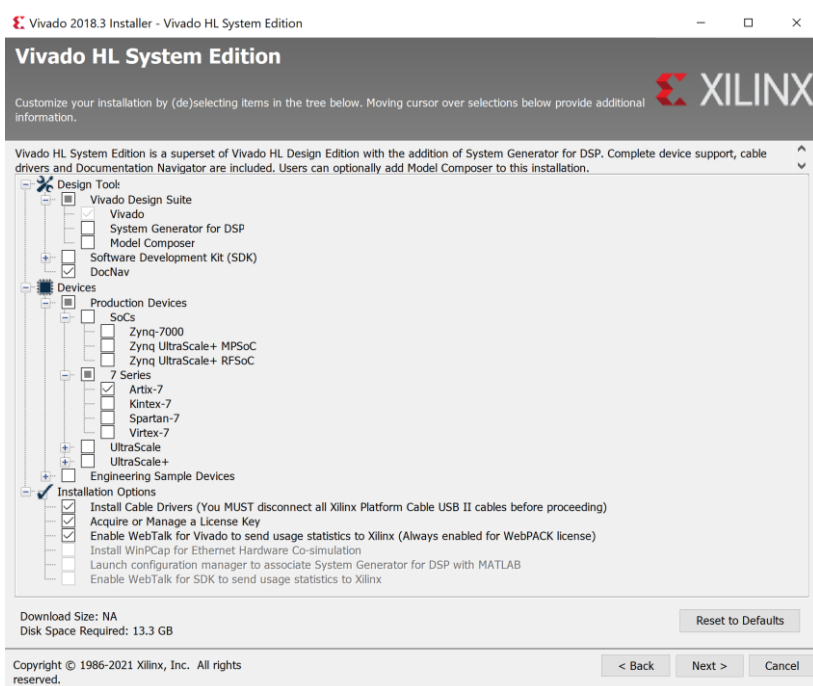 Vivado 2018.3 Installer - Vivado HL System Edition
Vivado HL System Edition
XILINX
Customize your installation by (de)selecting items in the tree below. Moving cursor over selections below provide additional
information.
Vivado HL System Edition is a superset of Vivado HL Design Edition with the addition of System Generator for DSP. Complete device support, cable
drivers and Documentation Navigator are included. Users can optionally add Model Composer to this installation.
Design Tools
Vivado Design Suite
Vivado
System Generator for DSP
Model Composer
Software Development Kit (SDK)
DocNav
Devices
Production Devices
SoCs
Zynq-7000
Zynq UltraScale+ MPSoC
Zynq UltraScale+ RFSoC
7 Series
Artix-7
Kintex-7
Spartan-7
Virtex-7
UltraScale
UltraScale+
Engineering Sample Devices
Installation Options
Install Cable Drivers (You MUST disconnect all Xilinx Platform Cable USB II cables before proceeding)
Acquire or Manage a License Key
Enable WebTalk for Vivado to send usage statistics to Xilinx (Always enabled for WebPACK license)
Install WinPCap for Ethernet Hardware Co-simulation
Launch configuration manager to associate System Generator for DSP with MATLAB
Enable WebTalk for SDK to send usage statistics to Xilinx
Download Size: NA
Disk Space Required: 13.3 GB
Reset to Defaults
Copyright © 1986-2021 Xilinx, Inc. All rights
reserved.
< Back
Next >
Cancel